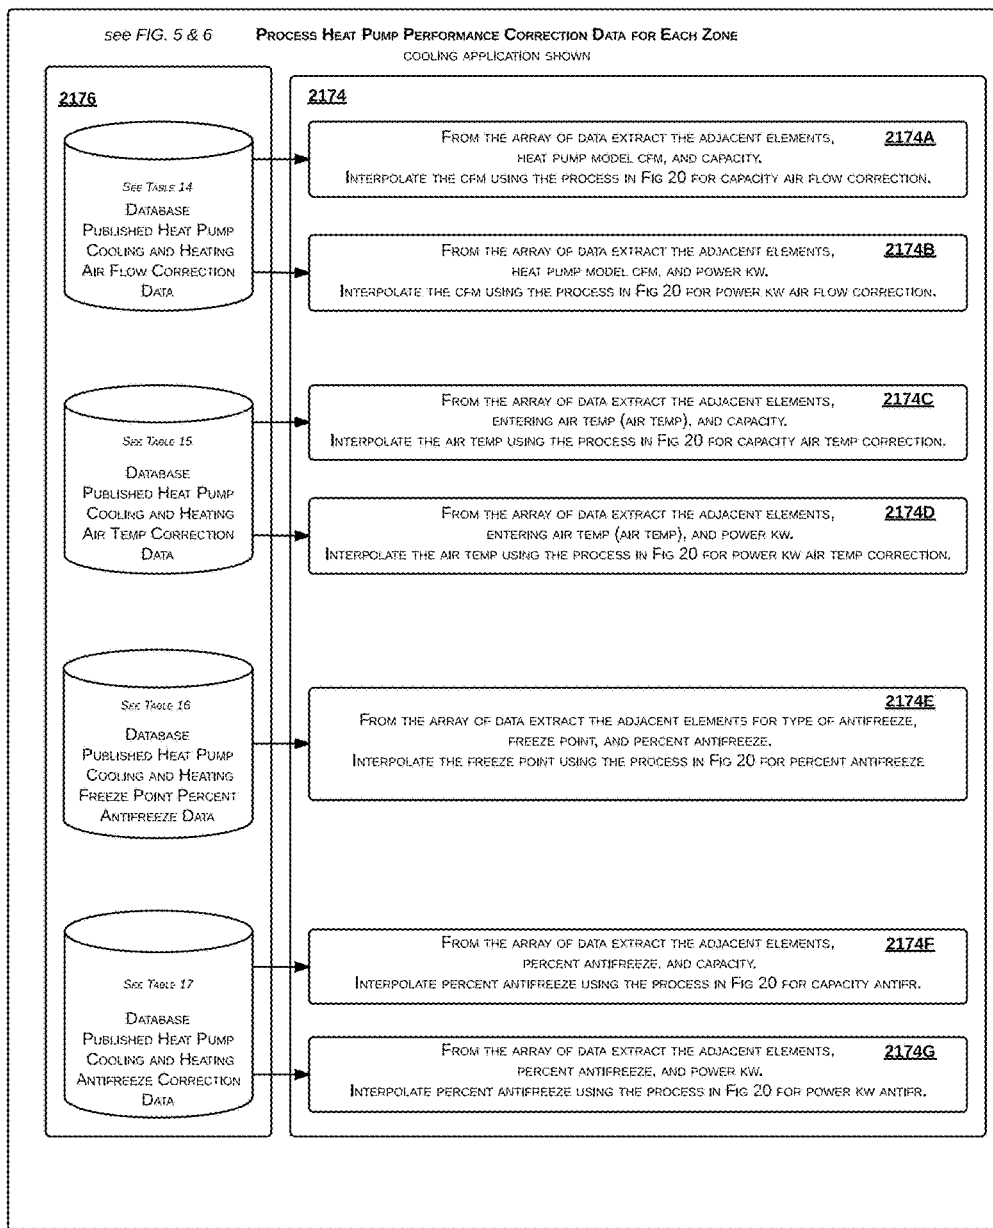 see FIG. 5 & 6 Process Heat Pump Performance Correction Data for Each Zone
cooling application shown
2176
See Table 14
Database
Published Heat Pump
Cooling and Heating
Air Flow Correction
Data
See Table 15
Database
Published Heat Pump
Cooling and Heating
Air Temp Correction
Data
See Table 16
Database
Published Heat Pump
Cooling and Heating
Freeze Point Percent
Antifreeze Data
See Table 17
Database
Published Heat Pump
Cooling and Heating
Antifreeze Correction
Data
2174
From the array of data extract the adjacent elements, 2174A
heat pump model cfm, and capacity.
Interpolate the cfm using the process in Fig 20 for capacity air flow correction.
From the array of data extract the adjacent elements, 2174B
heat pump model cfm, and power kw.
Interpolate the cfm using the process in Fig 20 for power kw air flow correction.
From the array of data extract the adjacent elements, 2174C
entering air temp (air temp), and capacity.
Interpolate the air temp using the process in Fig 20 for capacity air temp correction.
From the array of data extract the adjacent elements, 2174D
entering air temp (air temp), and power kw.
Interpolate the air temp using the process in Fig 20 for power kw air temp correction.
2174E
From the array of data extract the adjacent elements for type of antifreeze,
freeze point, and percent antifreeze.
Interpolate the freeze point using the process in Fig 20 for percent antifreeze
From the array of data extract the adjacent elements, 2174F
percent antifreeze, and capacity.
Interpolate percent antifreeze using the process in Fig 20 for capacity antifr.
From the array of data extract the adjacent elements, 2174G
percent antifreeze, and power kw.
Interpolate percent antifreeze using the process in Fig 20 for power kw antifr.